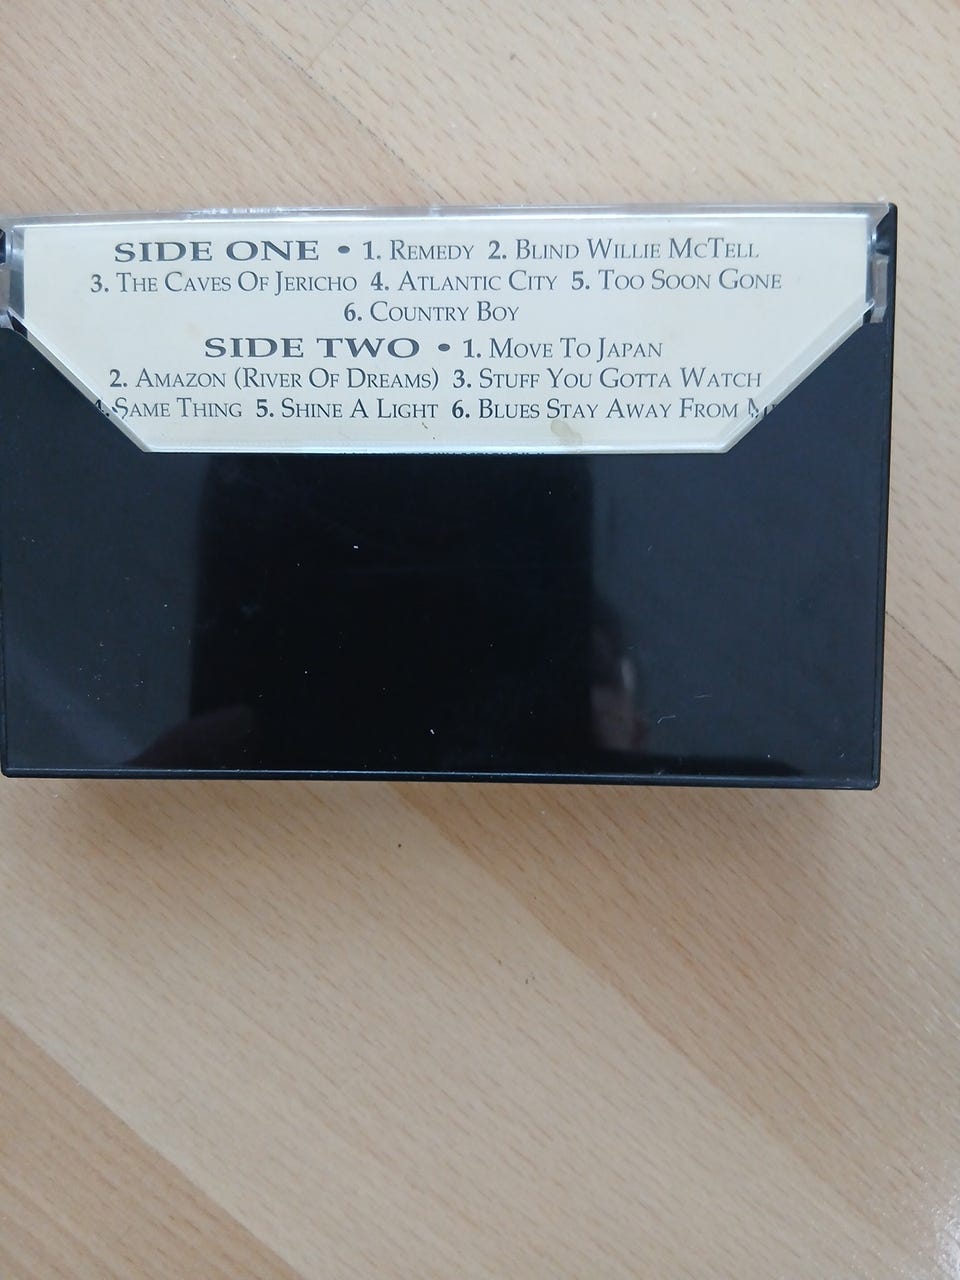 SIDE ONE • 1. REMEDY 2. BLIND WILLIE MCTELL
3. THE CAVES OF JERICHO 4. ATLANTIC CITY 5. TOO SOON GONE
6. COUNTRY BOY
SIDE TWO • 1. MOVE TO JAPAN
2. AMAZON (RIVER OF DREAMS) 3. STUFF YOU GOTTA WATCH
4. SAME THING 5. SHINE A LIGHT 6. BLUES STAY AWAY FROM